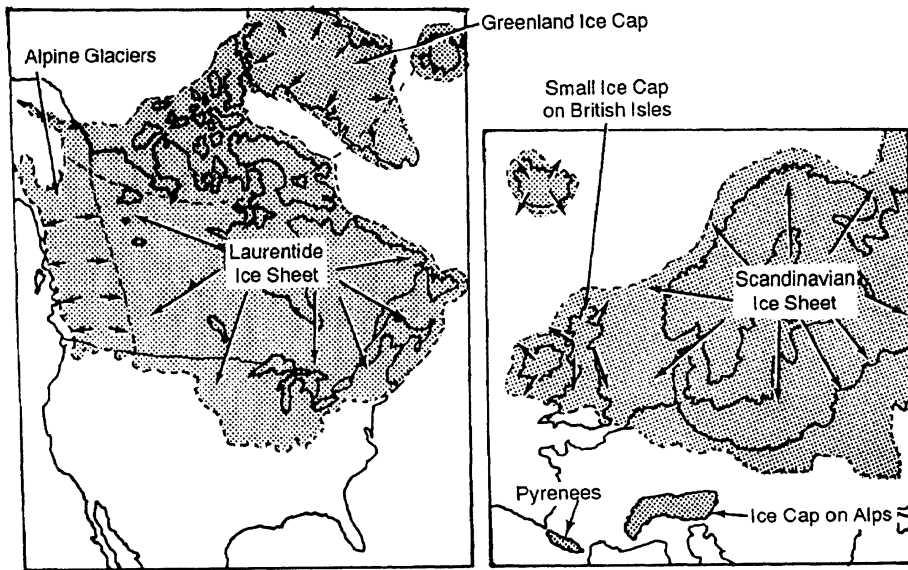 Greenland Ice Cap
Alpine Glaciers
Small Ice Cap
on British Isles
Laurentide
Ice Sheet
Scandinavian
Ice Sheet
Pyrenees
Ice Cap on Alps